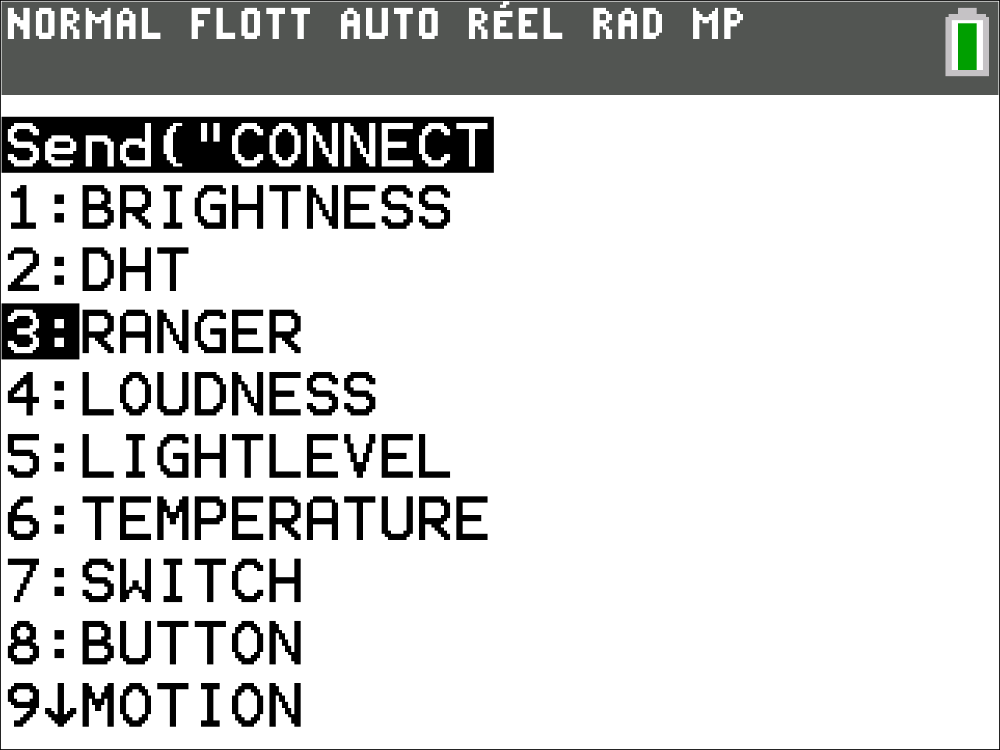 NORMAL FLOTT AUTO RÉEL RAD MP
Send("CONNECT
1:BRIGHTNESS
2:DHT
3:RANGER
4:LOUDNESS
5:LIGHTLEVEL
6:TEMPERATURE
7:SWITCH
8:BUTTON
9↓MOTION